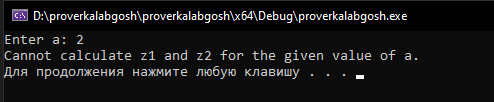 D:\proverkalabgosh\proverkalabgosh\x64\Debug\proverkalabgosh.exe
Enter a: 2
Cannot calculate z1 and z2 for the given value of a.
Для продолжения нажмите любую клавишу . . .